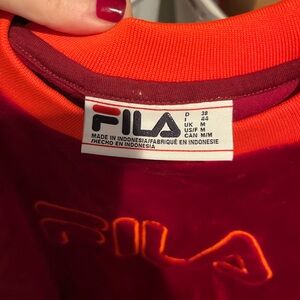 FILA
D 38
I 44
UK M
US/F M
CAN M/M
MADE IN INDONESIA/FABRIQUÉ EN INDONESIE
/HECHO EN INDONESIA
FILA